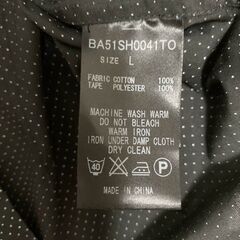 BA51SH0041TO
SIZE L
FABRIC COTTON 100%
TAPE POLYESTER 100%
MACHINE WASH WARM
DO NOT BLEACH
WARM IRON
IRON UNDER DAMP CLOTH
DRY CLEAN
40
MADE IN CHINA